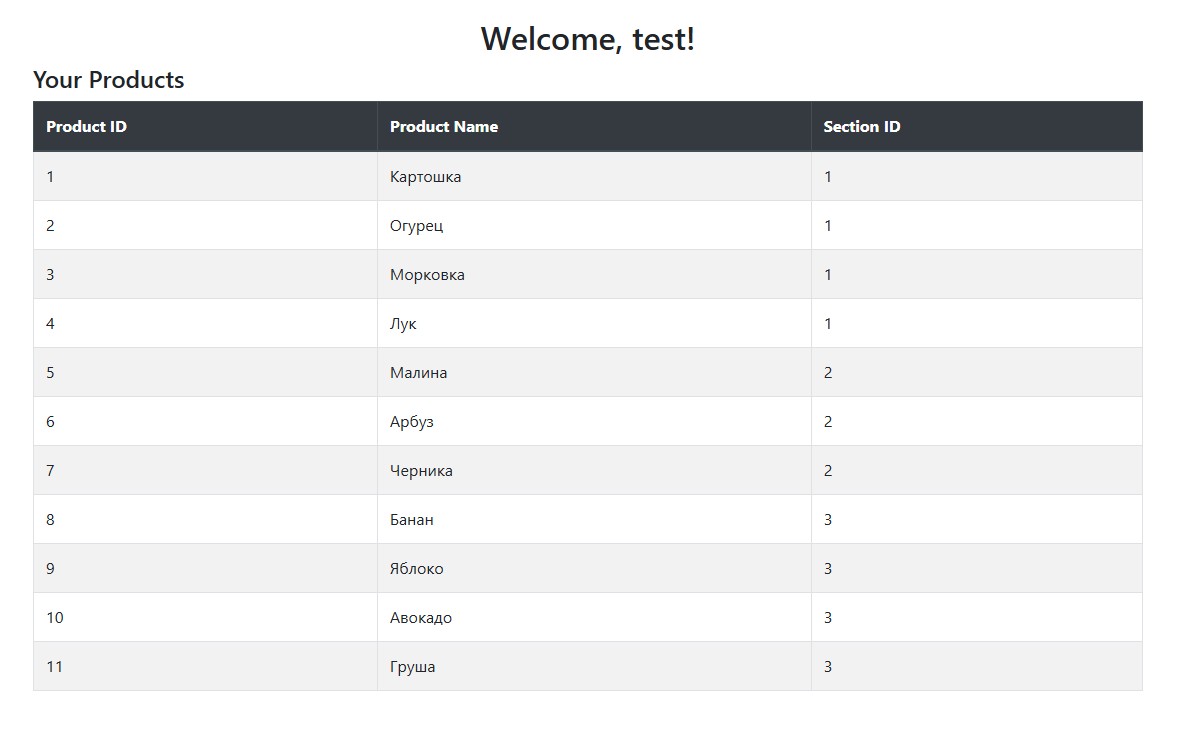 Welcome, test!
Your Products
Product ID Product Name Section ID
1 Картошка 1
2 Огурец 1
3 Морковка 1
4 Лук 1
5 Малина 2
6 Арбуз 2
7 Черника 2
8 Банан 3
9 Яблоко 3
10 Авокадо 3
11 Груша 3